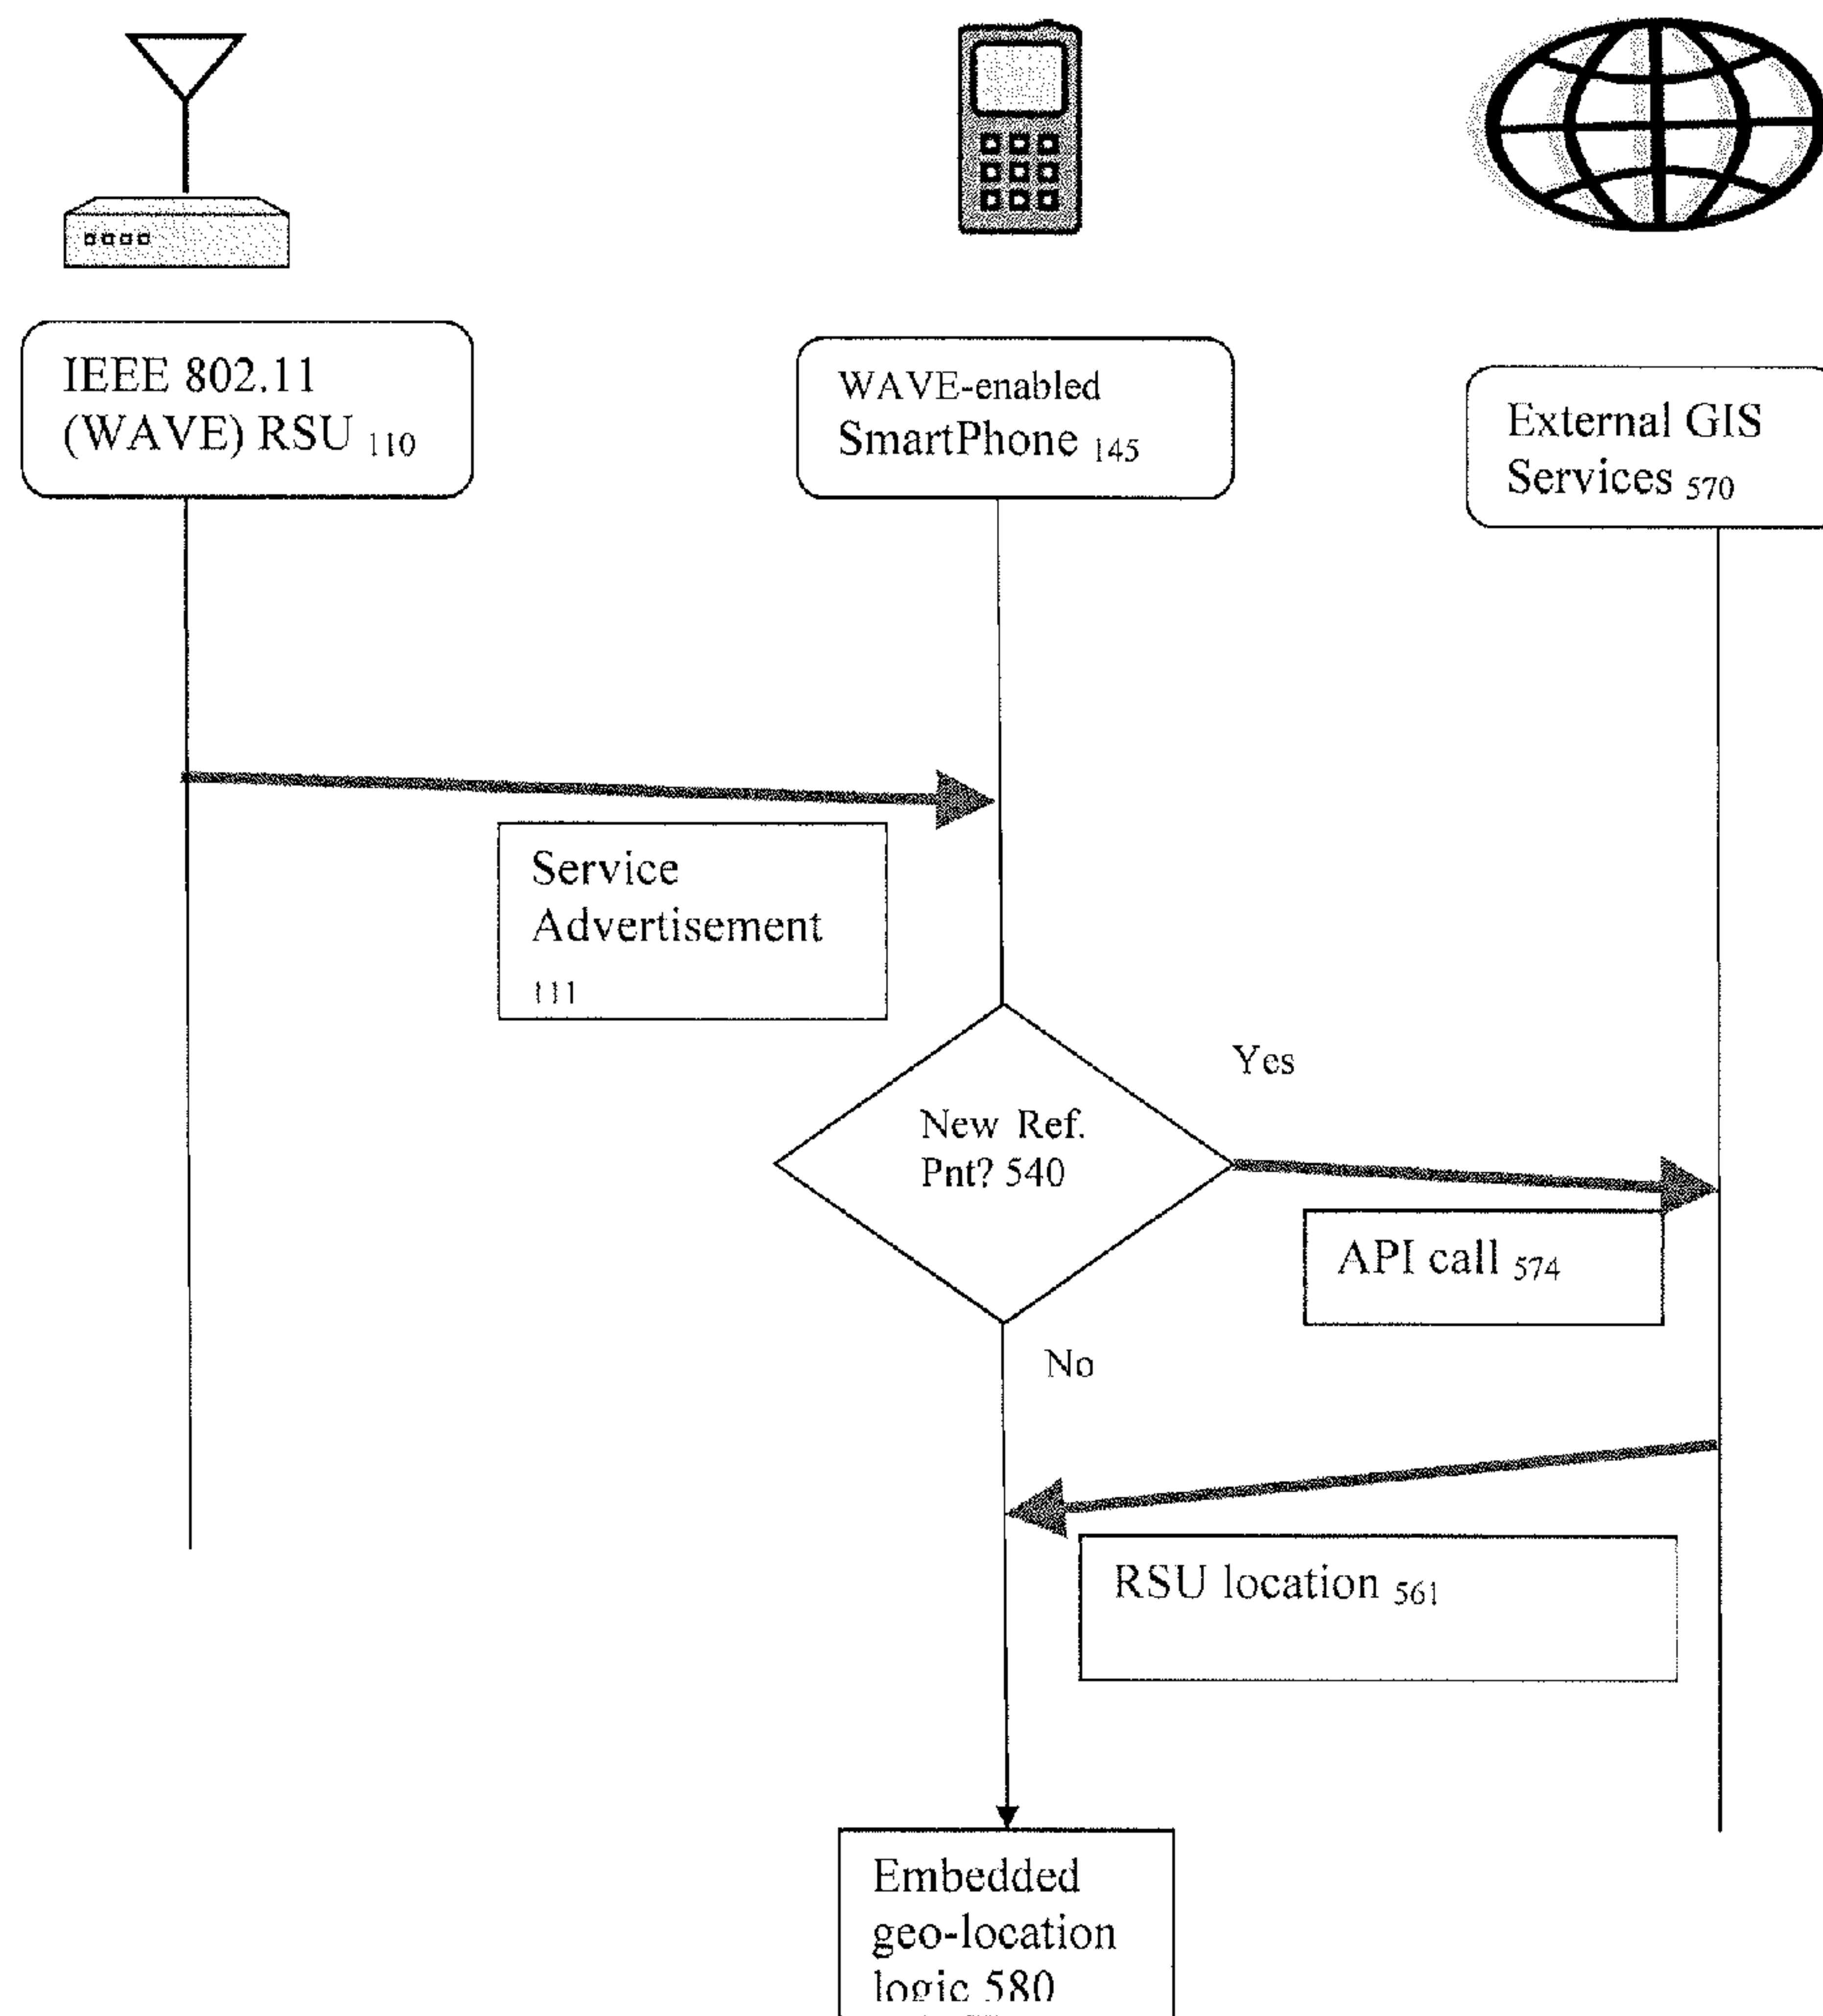 IEEE 802.11
(WAVE) RSU 110
WAVE-enabled
SmartPhone 145
External GIS
Services 570
Service
Advertisement
111
Yes
New Ref.
Pnt? 540
API call 574
No
RSU location 561
Embedded
geo-location
logic 580